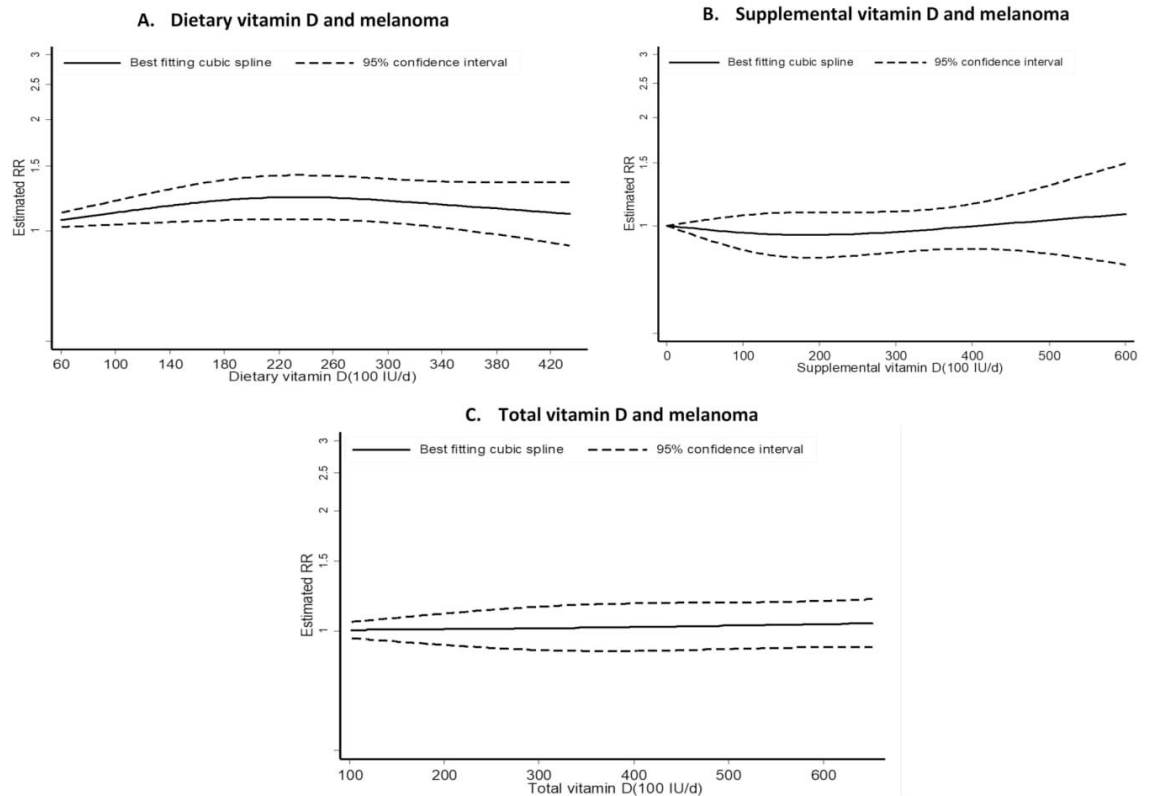 A. Dietary vitamin D and melanoma
Best fitting cubic spline 95% confidence interval
Estimated RR
3
2.5
2
1.5
1
60 100 140 180 220 260 300 340 380 420
Dietary vitamin D(100 IU/d)
B. Supplemental vitamin D and melanoma
Best fitting cubic spline 95% confidence interval
Estimated RR
3
2.5
2
1.5
1
0 100 200 300 400 500 600
Supplemental vitamin D(100 IU/d)
C. Total vitamin D and melanoma
Best fitting cubic spline 95% confidence interval
Estimated RR
3
2.5
2
1.5
1
100 200 300 400 500 600
Total vitamin D(100 IU/d)